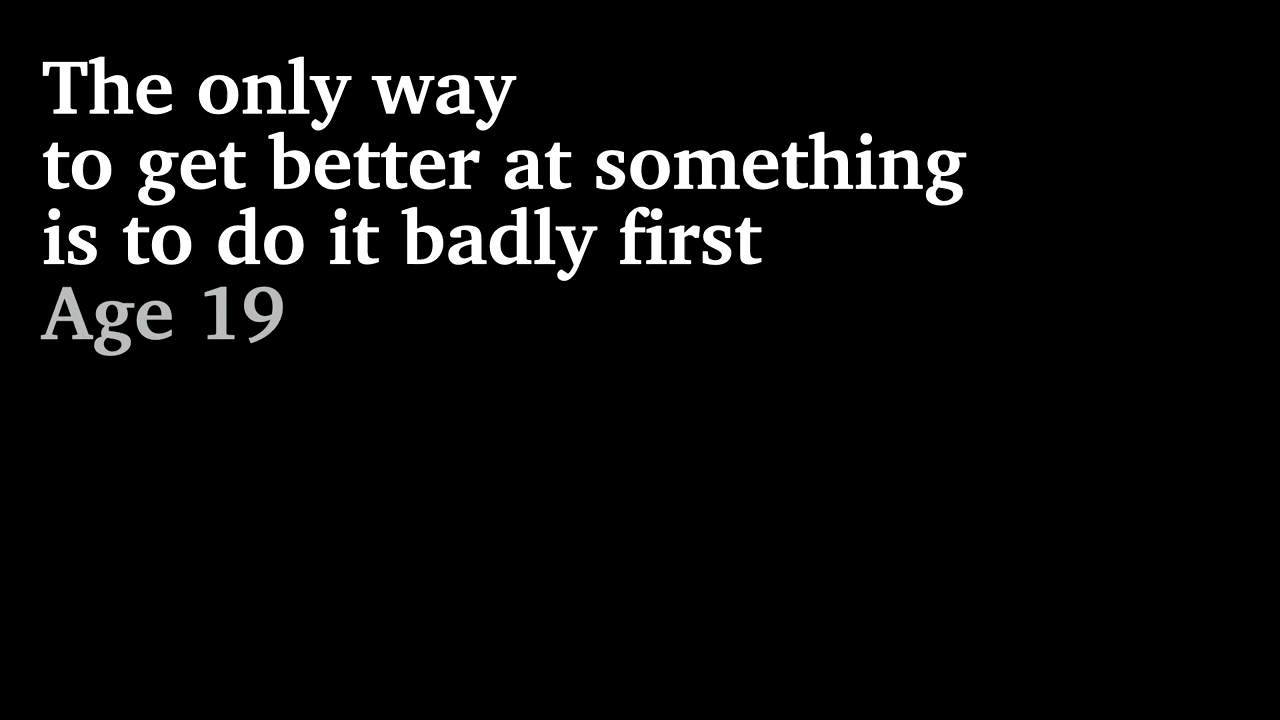 The only way
to get better at something
is to do it badly first
Age 19